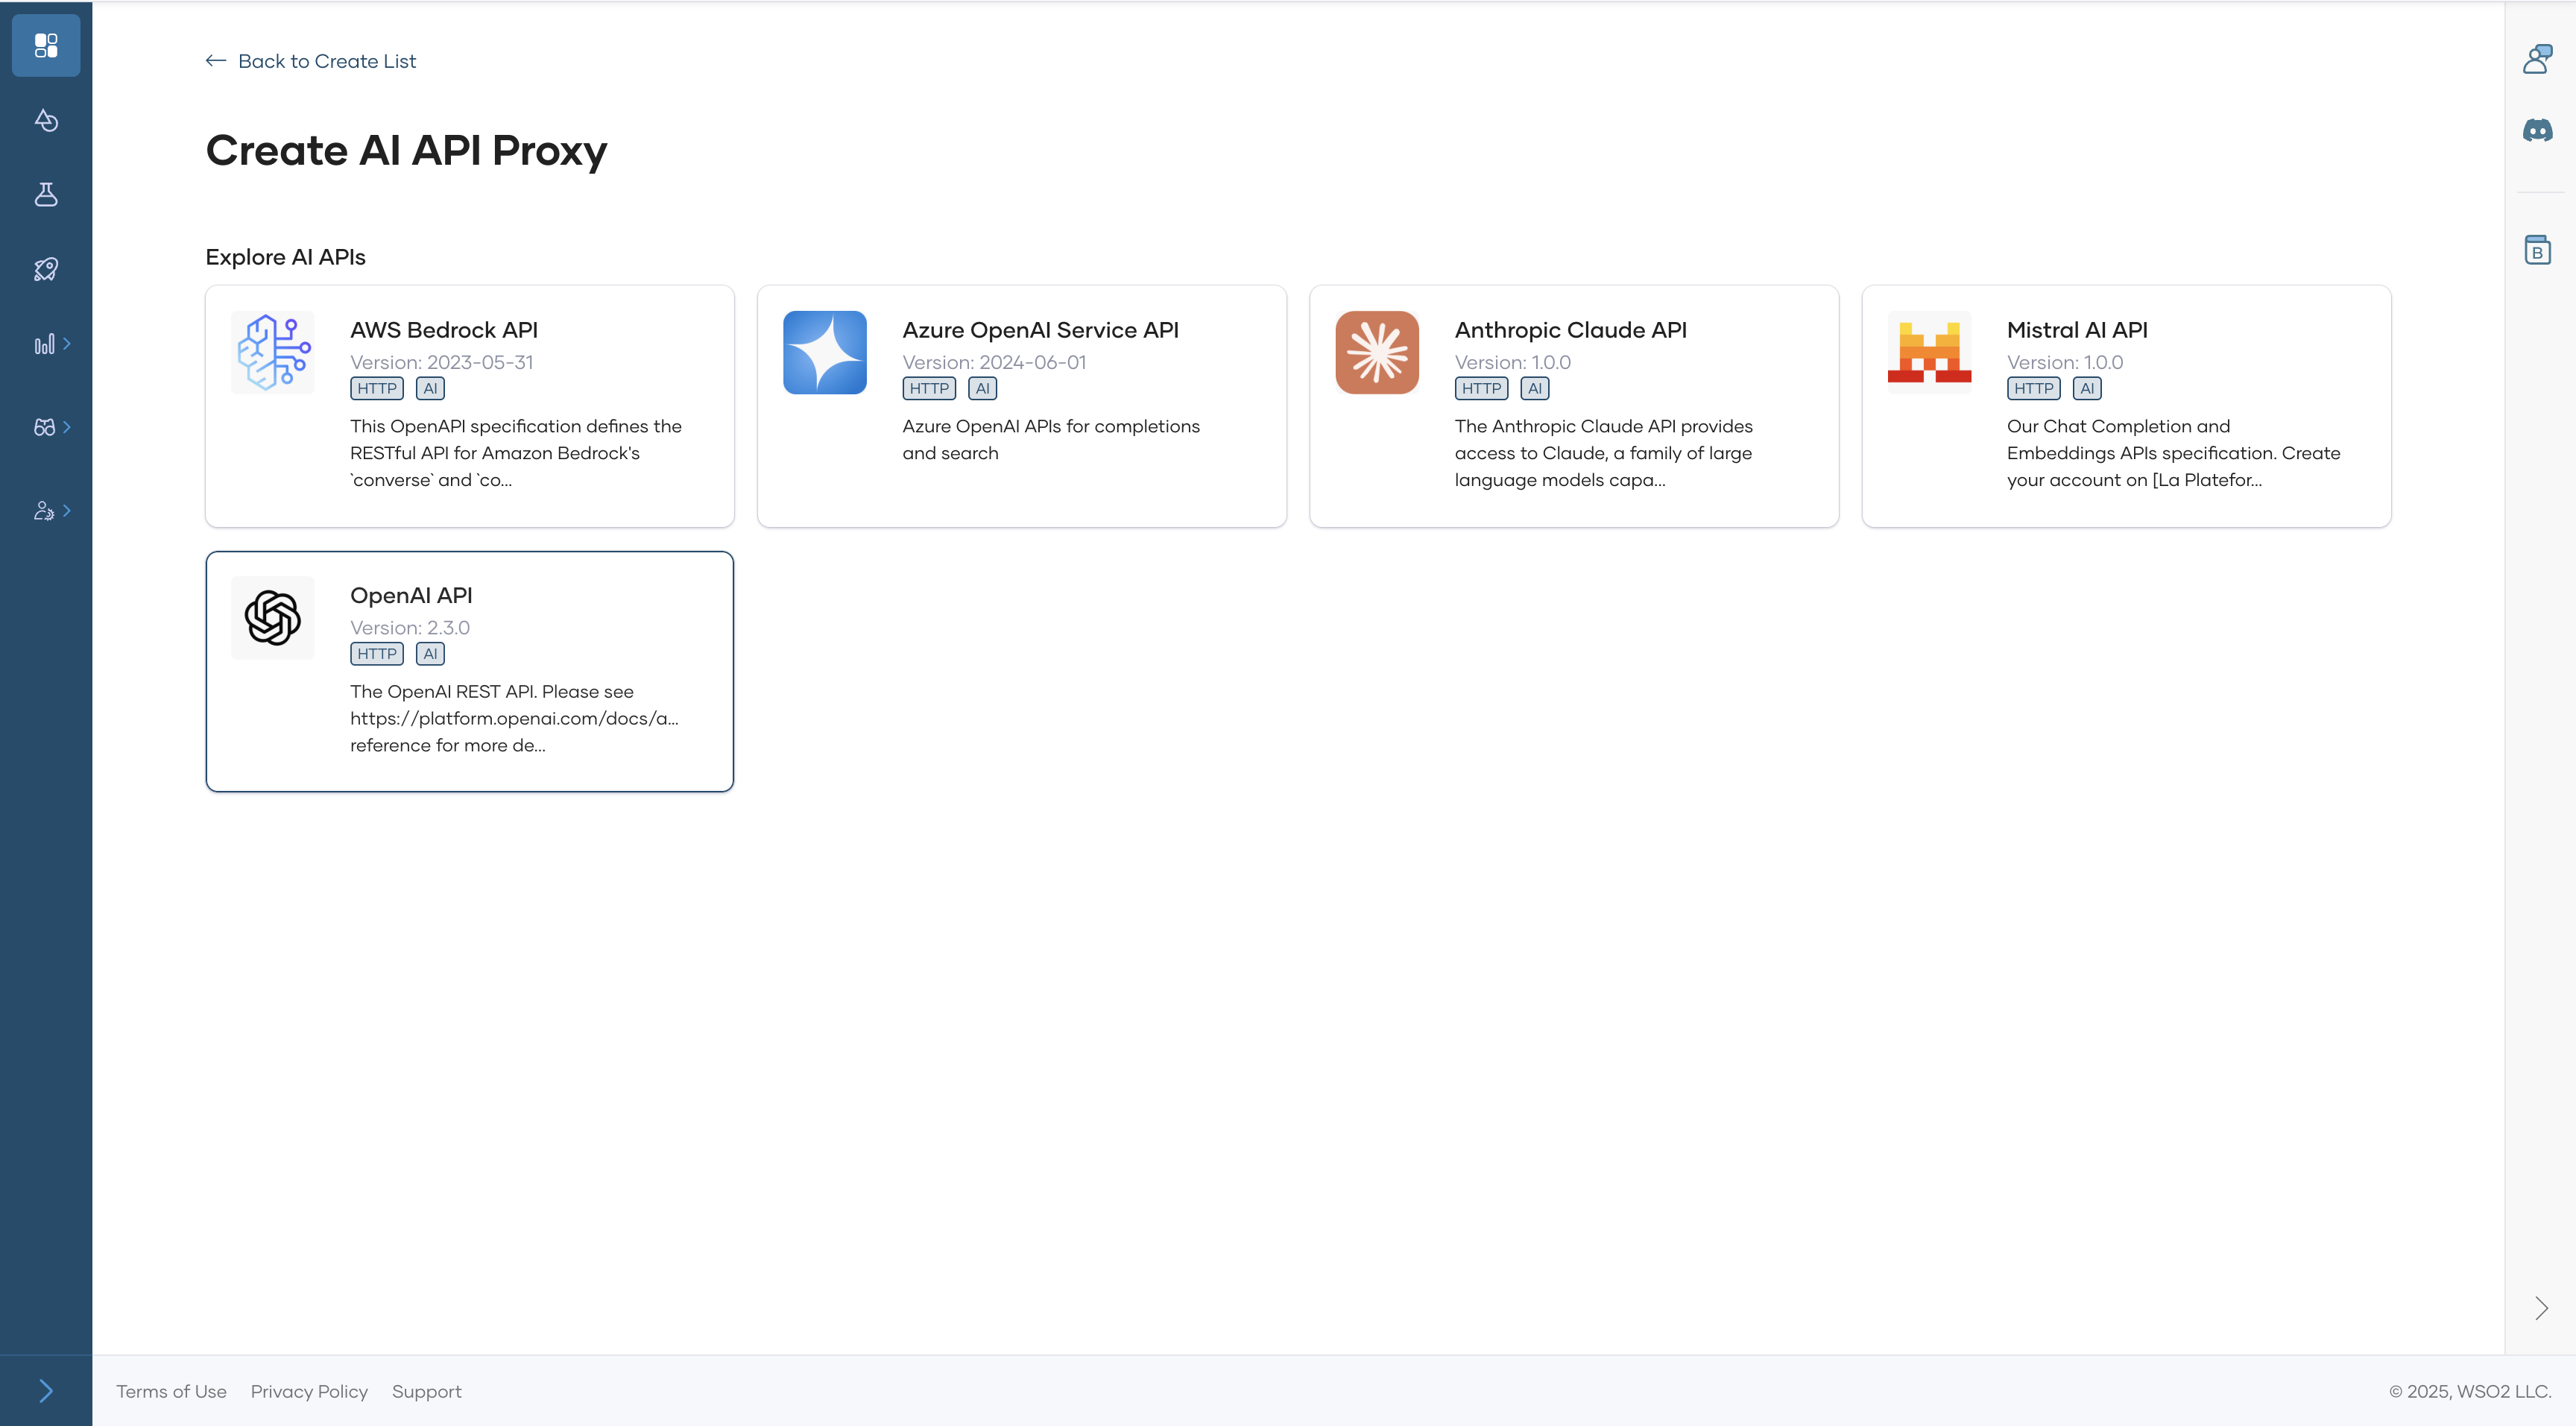 Back to Create List
Create AI API Proxy
Explore AI APIs
AWS Bedrock API
Version: 2023-05-31
HTTP AI
This OpenAPI specification defines the
RESTful API for Amazon Bedrock's
`converse` and `co...
Azure OpenAI Service API
Version: 2024-06-01
HTTP AI
Azure OpenAI APIs for completions
and search
Anthropic Claude API
Version: 1.0.0
HTTP AI
The Anthropic Claude API provides
access to Claude, a family of large
language models capa...
Mistral AI API
Version: 1.0.0
HTTP AI
Our Chat Completion and
Embeddings APIs specification. Create
your account on [La Platefor...
OpenAI API
Version: 2.3.0
HTTP AI
The OpenAI REST API. Please see
https://platform.openai.com/docs/a...
reference for more de...
B
Terms of Use Privacy Policy Support
© 2025, WSO2 LLC.